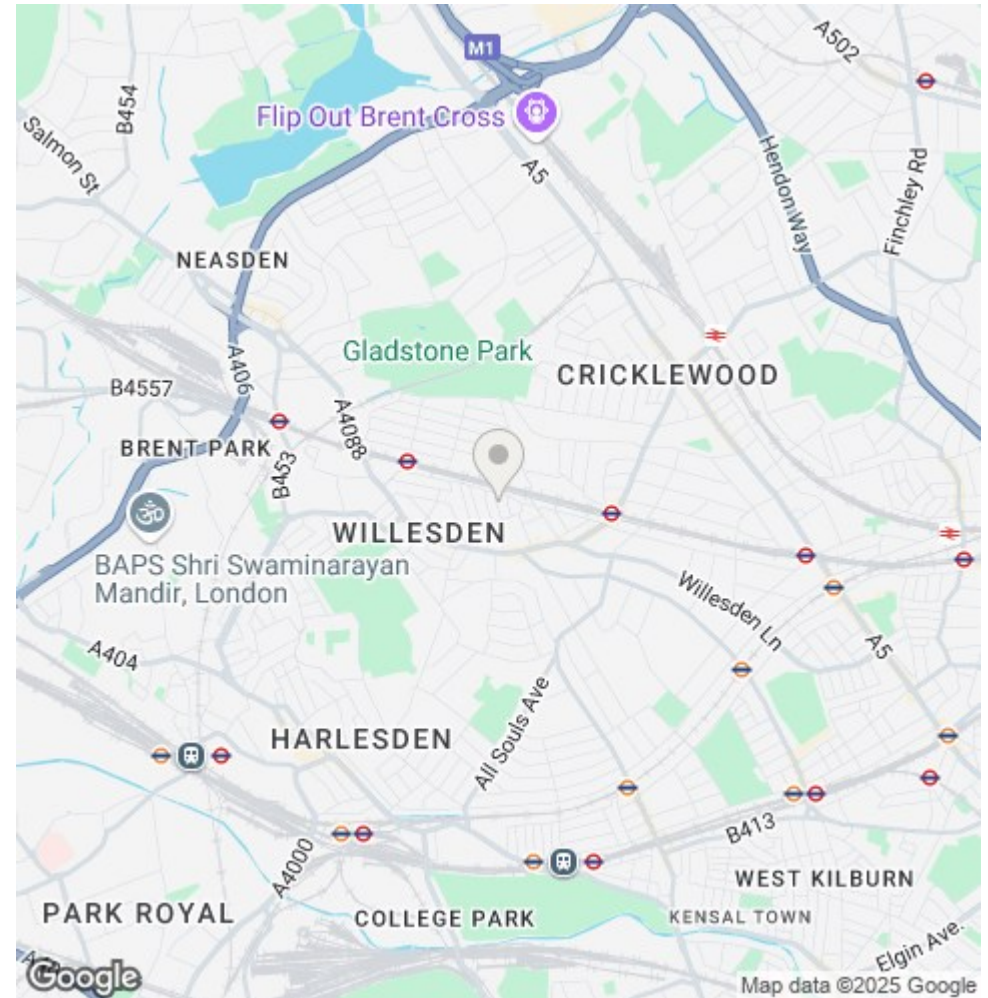 A502
M1
B454
Flip Out Brent Cross
Salmon St
A5
Hendon Way
Finchley Rd
NEASDEN
Gladstone Park
A406
CRICKLEWOOD
B4557
A4088
BRENT PARK
B453
WILLESDEN
BAPS Shri Swaminarayan
Mandir, London
Willesden Ln
A404
A5
HARLESDEN
All Souls Ave
B413
A4000
WEST KILBURN
PARK ROYAL
COLLEGE PARK
KENSAL TOWN
Elgin Ave.
Google
Map data ©2025 Google